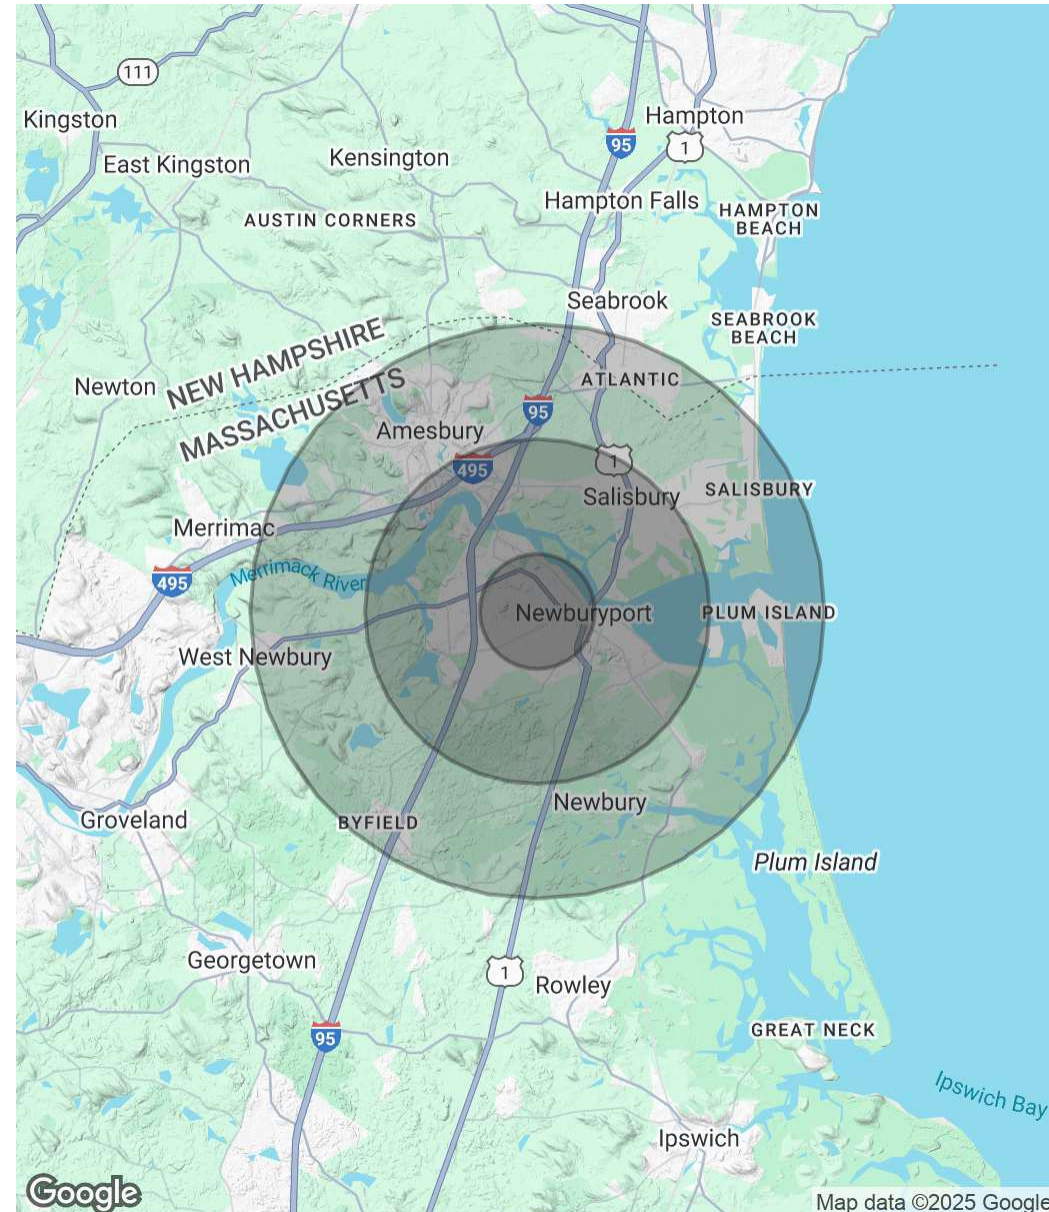 111
Kingston
Hampton
95
1
East Kingston
Kensington
Hampton Falls
AUSTIN CORNERS
HAMPTON
BEACH
Seabrook
SEABROOK
BEACH
NEW HAMPSHIRE
MASSACHUSETTS
Newton
ATLANTIC
95
Amesbury
495
1
Salisbury
SALISBURY
Merrimac
495
Merrimack River
Newburyport
PLUM ISLAND
West Newbury
Newbury
Groveland
BYFIELD
Plum Island
Georgetown
1
Rowley
95
GREAT NECK
Ipswich Bay
Ipswich
Google
Map data ©2025 Google